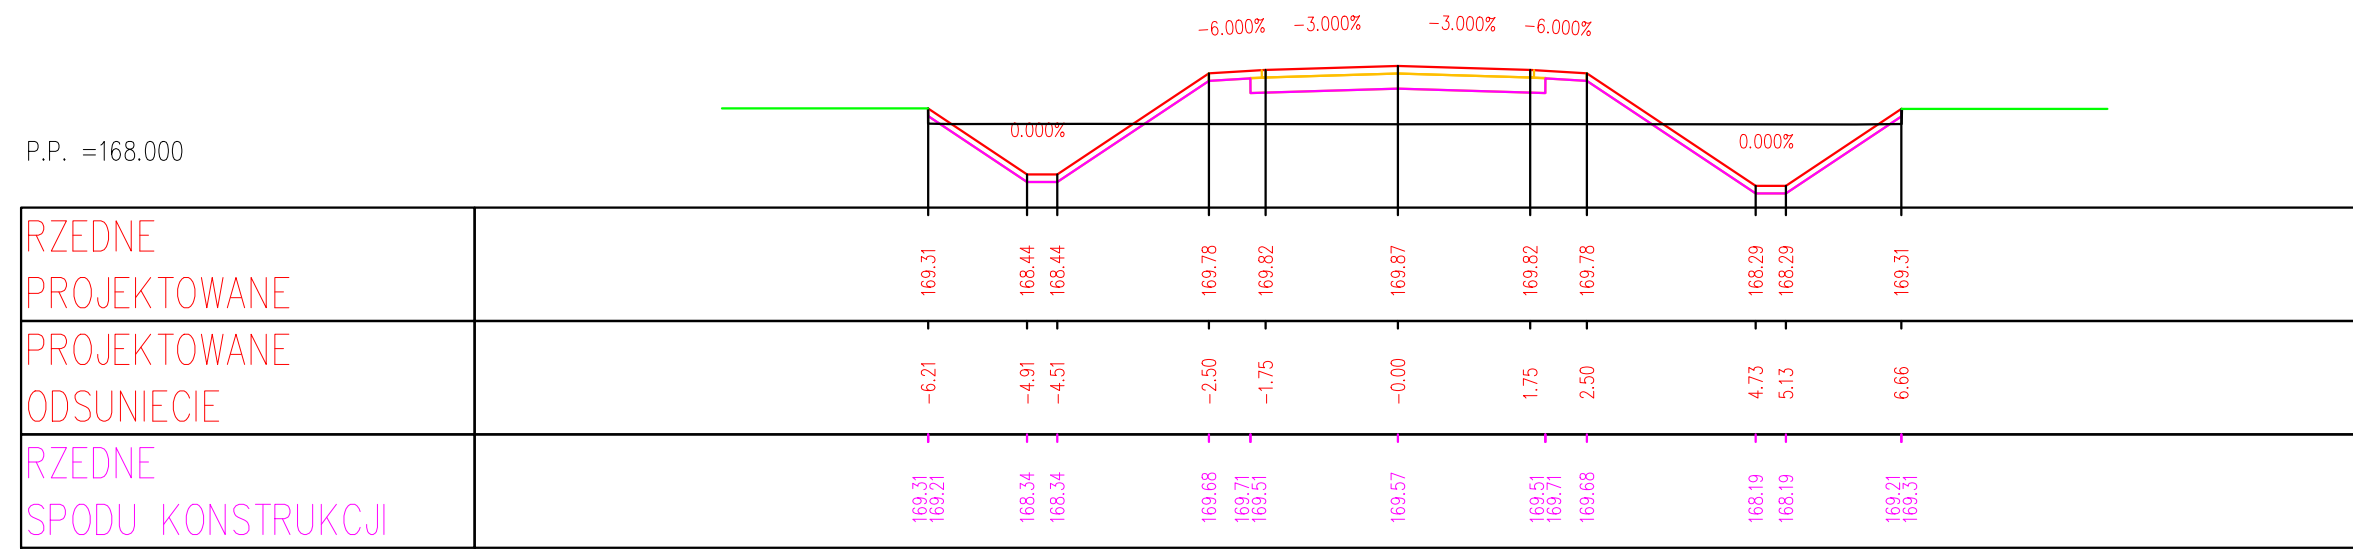 -6.000% -3.000% -3.000% -6.000%
0.000% 0.000%
P.P. =168.000
RZEDNE
PROJEKTOWANE
169.31 168.44 168.44 169.78 169.82 169.87 169.82 169.78 168.29 168.29 169.31
PROJEKTOWANE
ODSUNIECIE
-6.21 -4.91 -4.51 -2.50 -1.75 -0.00 1.75 2.50 4.73 5.13 6.66
RZEDNE
SPODU KONSTRUKCJI
169.31 169.21 168.34 168.34 169.68 169.71 169.51 169.57 169.51 169.71 169.68 168.19 168.19 169.21 169.31